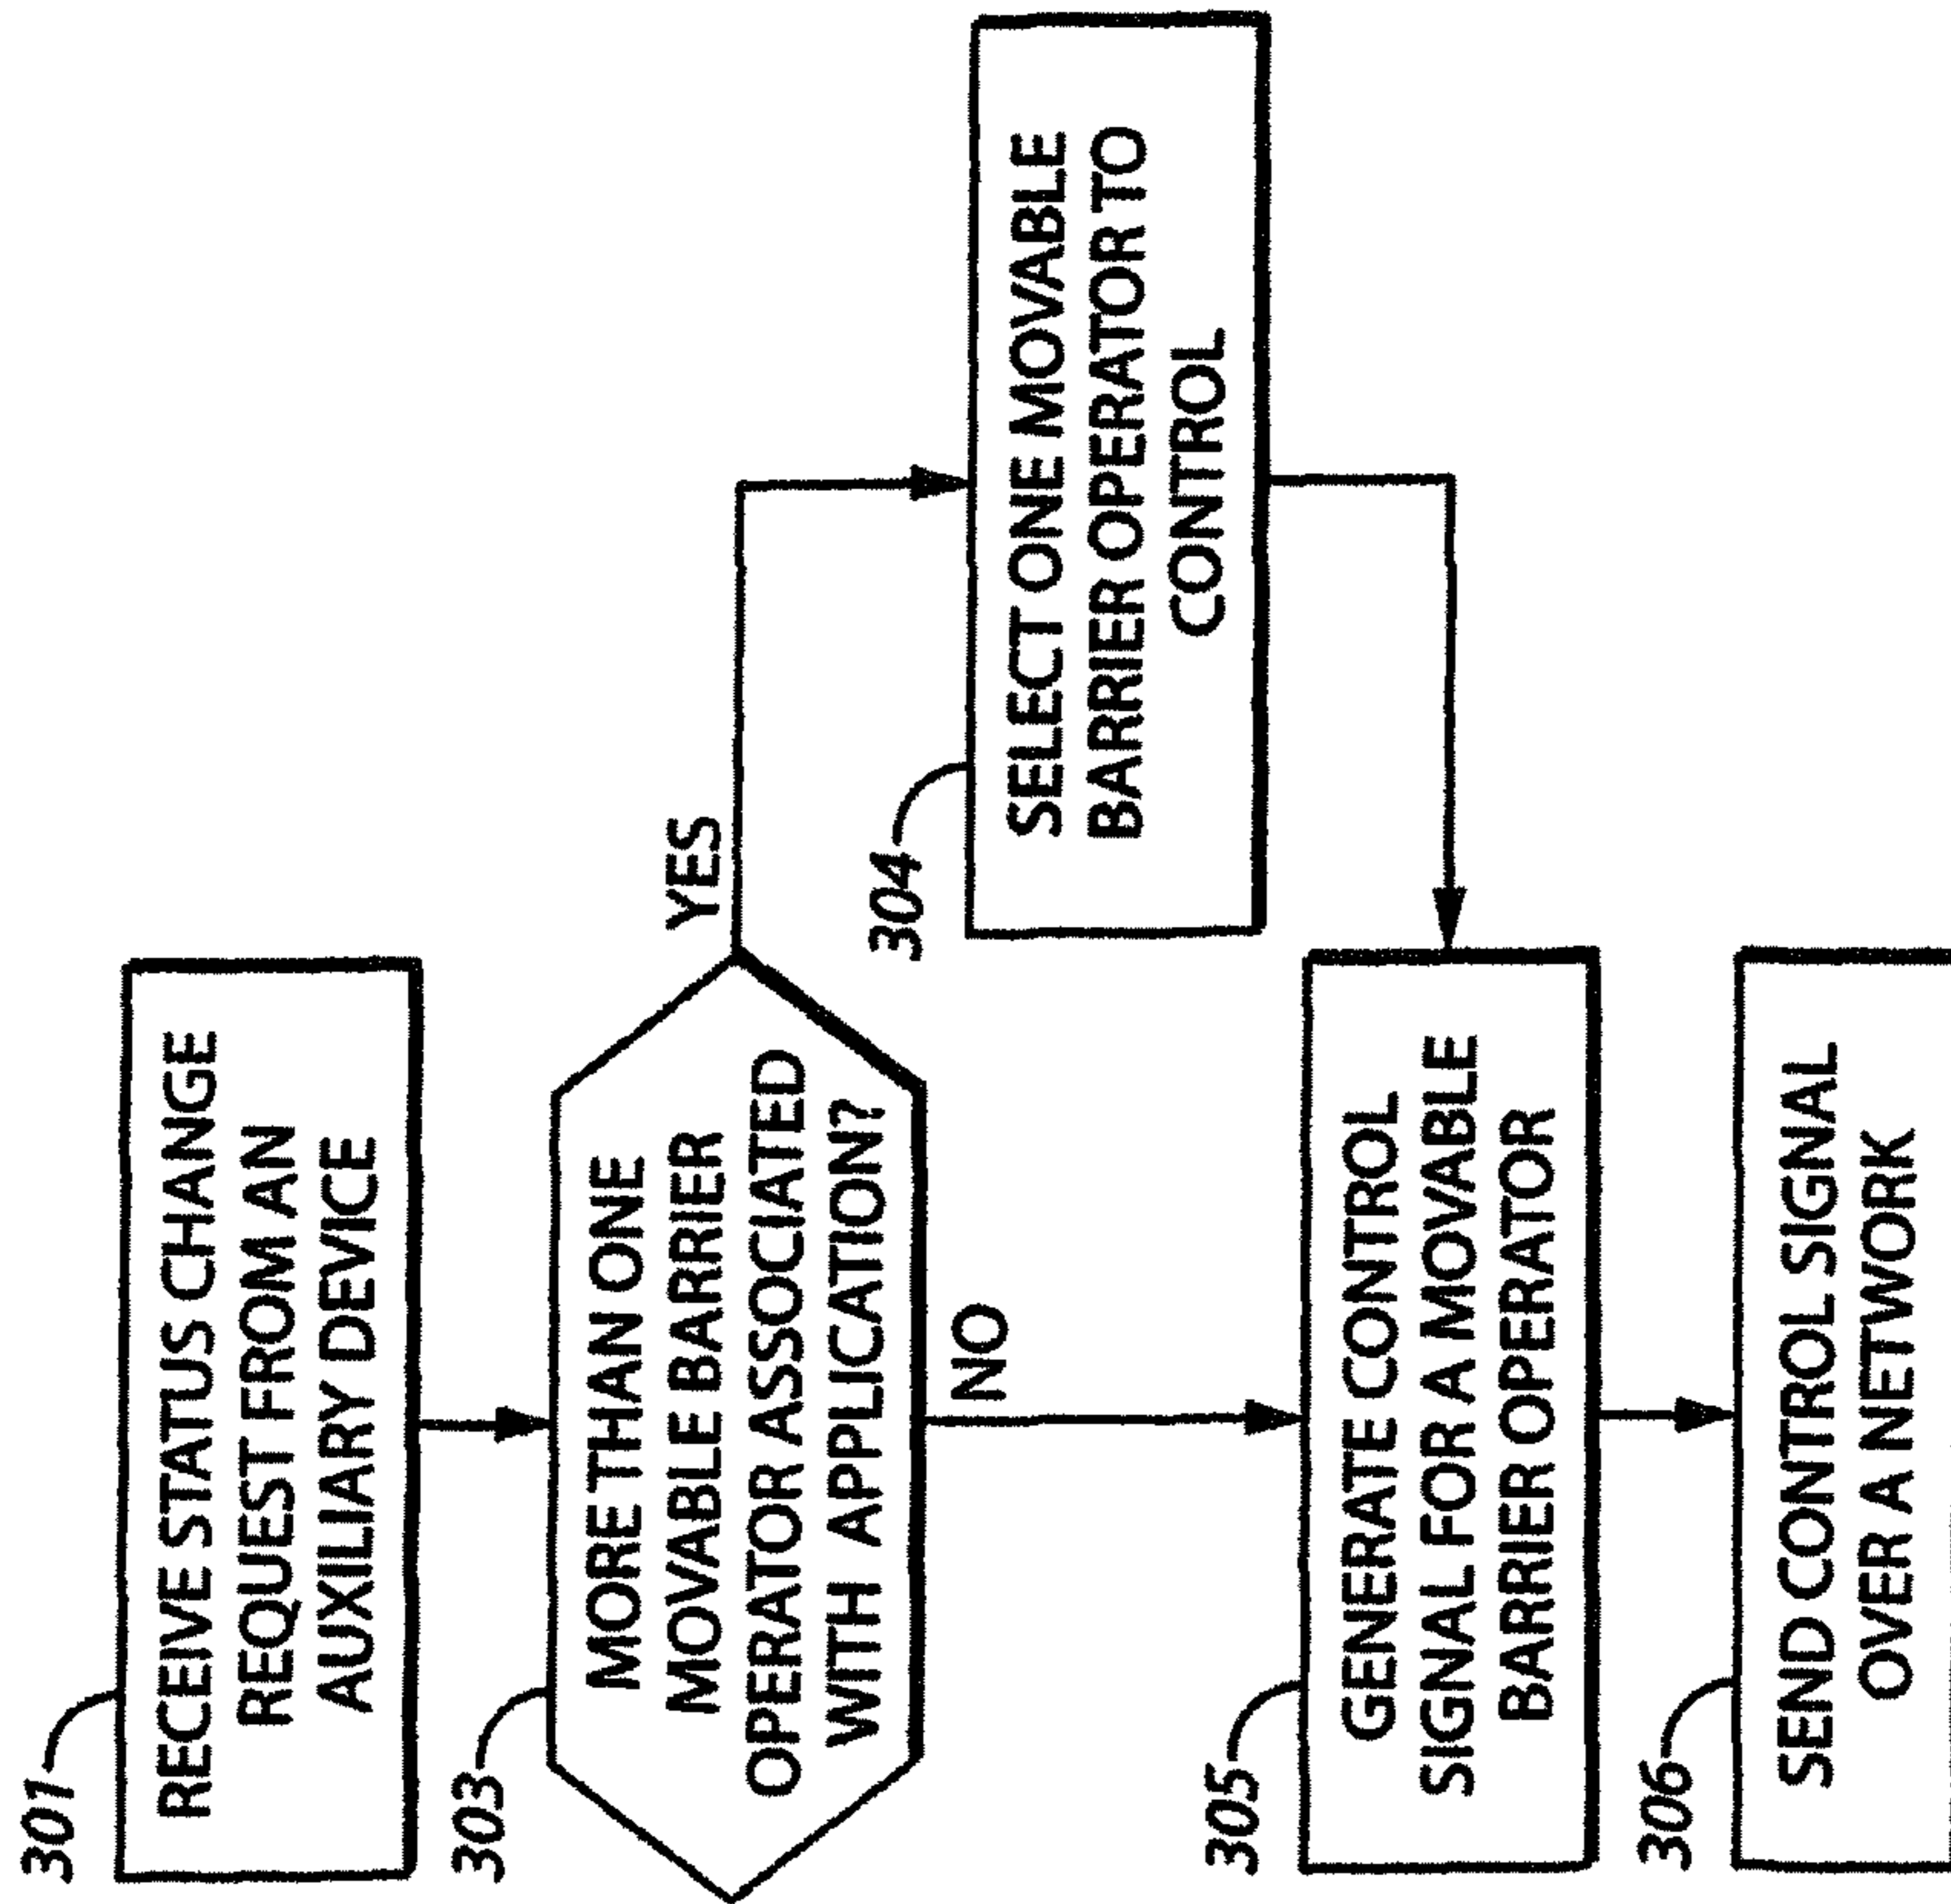 301
RECEIVE STATUS CHANGE
REQUEST FROM AN
AUXILIARY DEVICE
303
MORE THAN ONE
MOVABLE BARRIER
OPERATOR ASSOCIATED
WITH APPLICATION?
YES
304
SELECT ONE MOVABLE
BARRIER OPERATOR TO
CONTROL
NO
305
GENERATE CONTROL
SIGNAL FOR A MOVABLE
BARRIER OPERATOR
306
SEND CONTROL SIGNAL
OVER A NETWORK